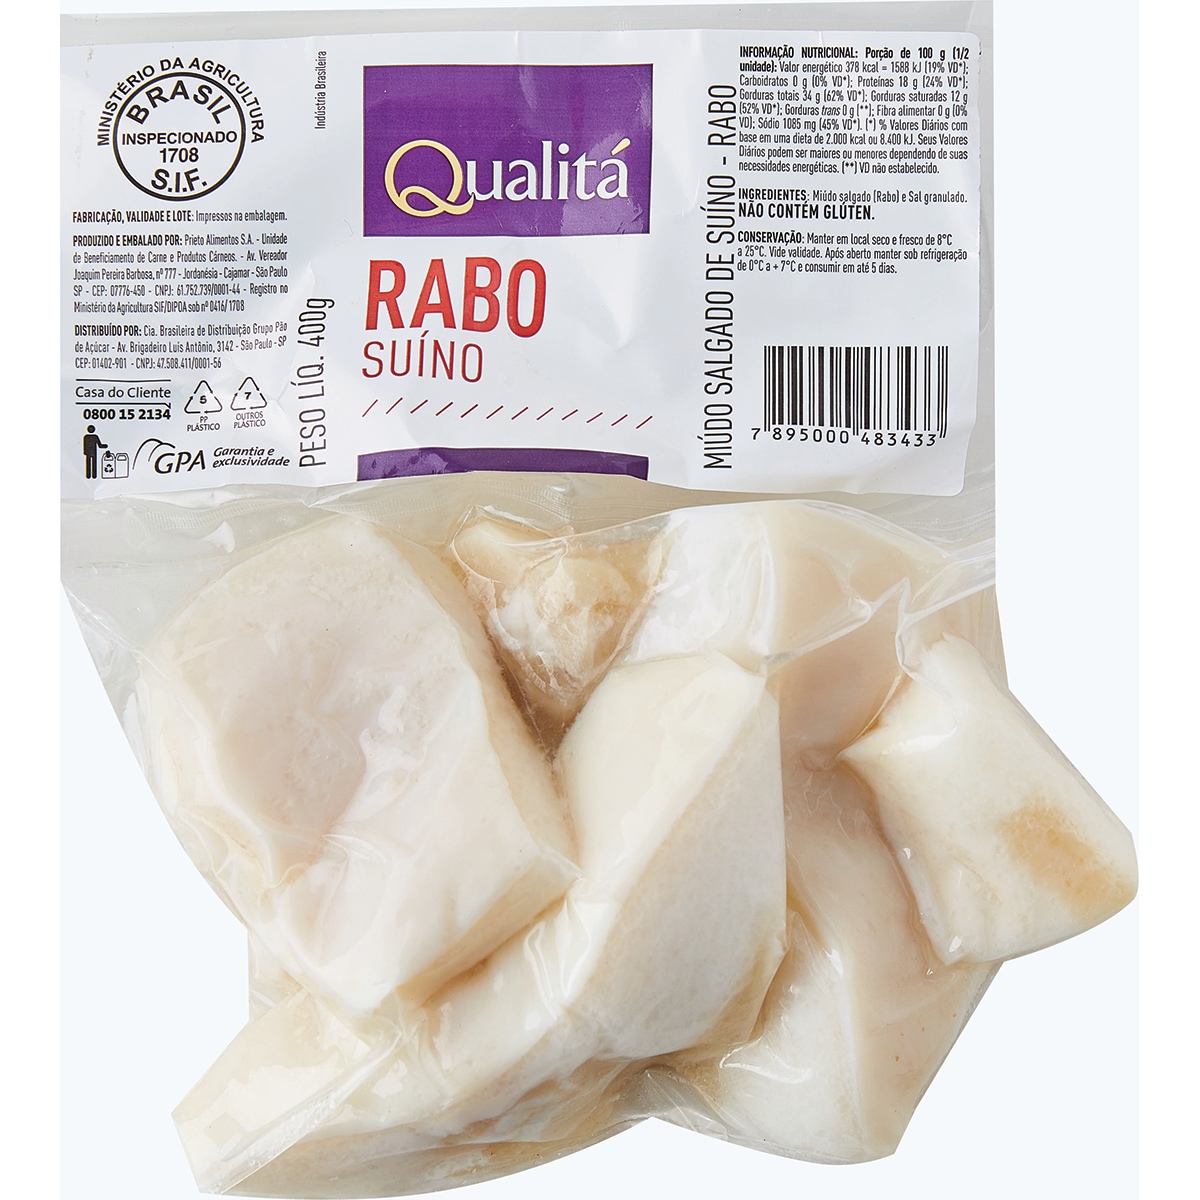 MINISTÉRIO DA AGRICULTURA
BRASIL
INSPECIONADO
1708
S.I.F.
Indústria Brasileira
FABRICAÇÃO, VALIDADE E LOTE: Impressos na embalagem.
PRODUZIDO E EMBALADO POR: Prieto Alimentos S.A. - Unidade
de Beneficiamento de Carne e Produtos Cárneos. - Av. Vereador
Joaquim Pereira Barbosa, nº 777 - Jordanésia - Cajamar - São Paulo
SP - CEP: 07776-450 - CNPJ: 61.752.739/0001-44 - Registro no
Ministério da Agricultura SIF/DIPOA sob nº 0416/1708
DISTRIBUÍDO POR: Cia. Brasileira de Distribuição Grupo Pão
de Açúcar - Av. Brigadeiro Luis Antônio, 3142 - São Paulo - SP
CEP: 01402-901 - CNPJ: 47.508.411/0001-56
Casa do Cliente
0800 15 2134
5
PP
PLÁSTICO
7
OUTROS
PLÁSTICO
GPA
Garantia e
exclusividade
PESO LÍQ. 400g
Qualitá
RABO
SUÍNO
MIÚDO SALGADO DE SUÍNO - RABO
INFORMAÇÃO NUTRICIONAL: Porção de 100 g (1/2
unidade): Valor energético 378 kcal = 1588 kJ (19% VD*);
Carboidratos 0 g (0% VD*); Proteínas 18 g (24% VD*);
Gorduras totais 34 g (62% VD*); Gorduras saturadas 12 g
(52% VD*); Gorduras trans 0 g (**); Fibra alimentar 0 g (0%
VD); Sódio 1085 mg (45% VD*). (*) % Valores Diários com
base em uma dieta de 2.000 kcal ou 8.400 kJ. Seus Valores
Diários podem ser maiores ou menores dependendo de suas
necessidades energéticas. (**) VD não estabelecido.
INGREDIENTES: Miúdo salgado (Rabo) e Sal granulado.
NÃO CONTÉM GLÚTEN.
CONSERVAÇÃO: Manter em local seco e fresco de 8°C
a 25°C. Vide validade. Após aberto manter sob refrigeração
de 0°C a + 7°C e consumir em até 5 dias.
7 895000 483433